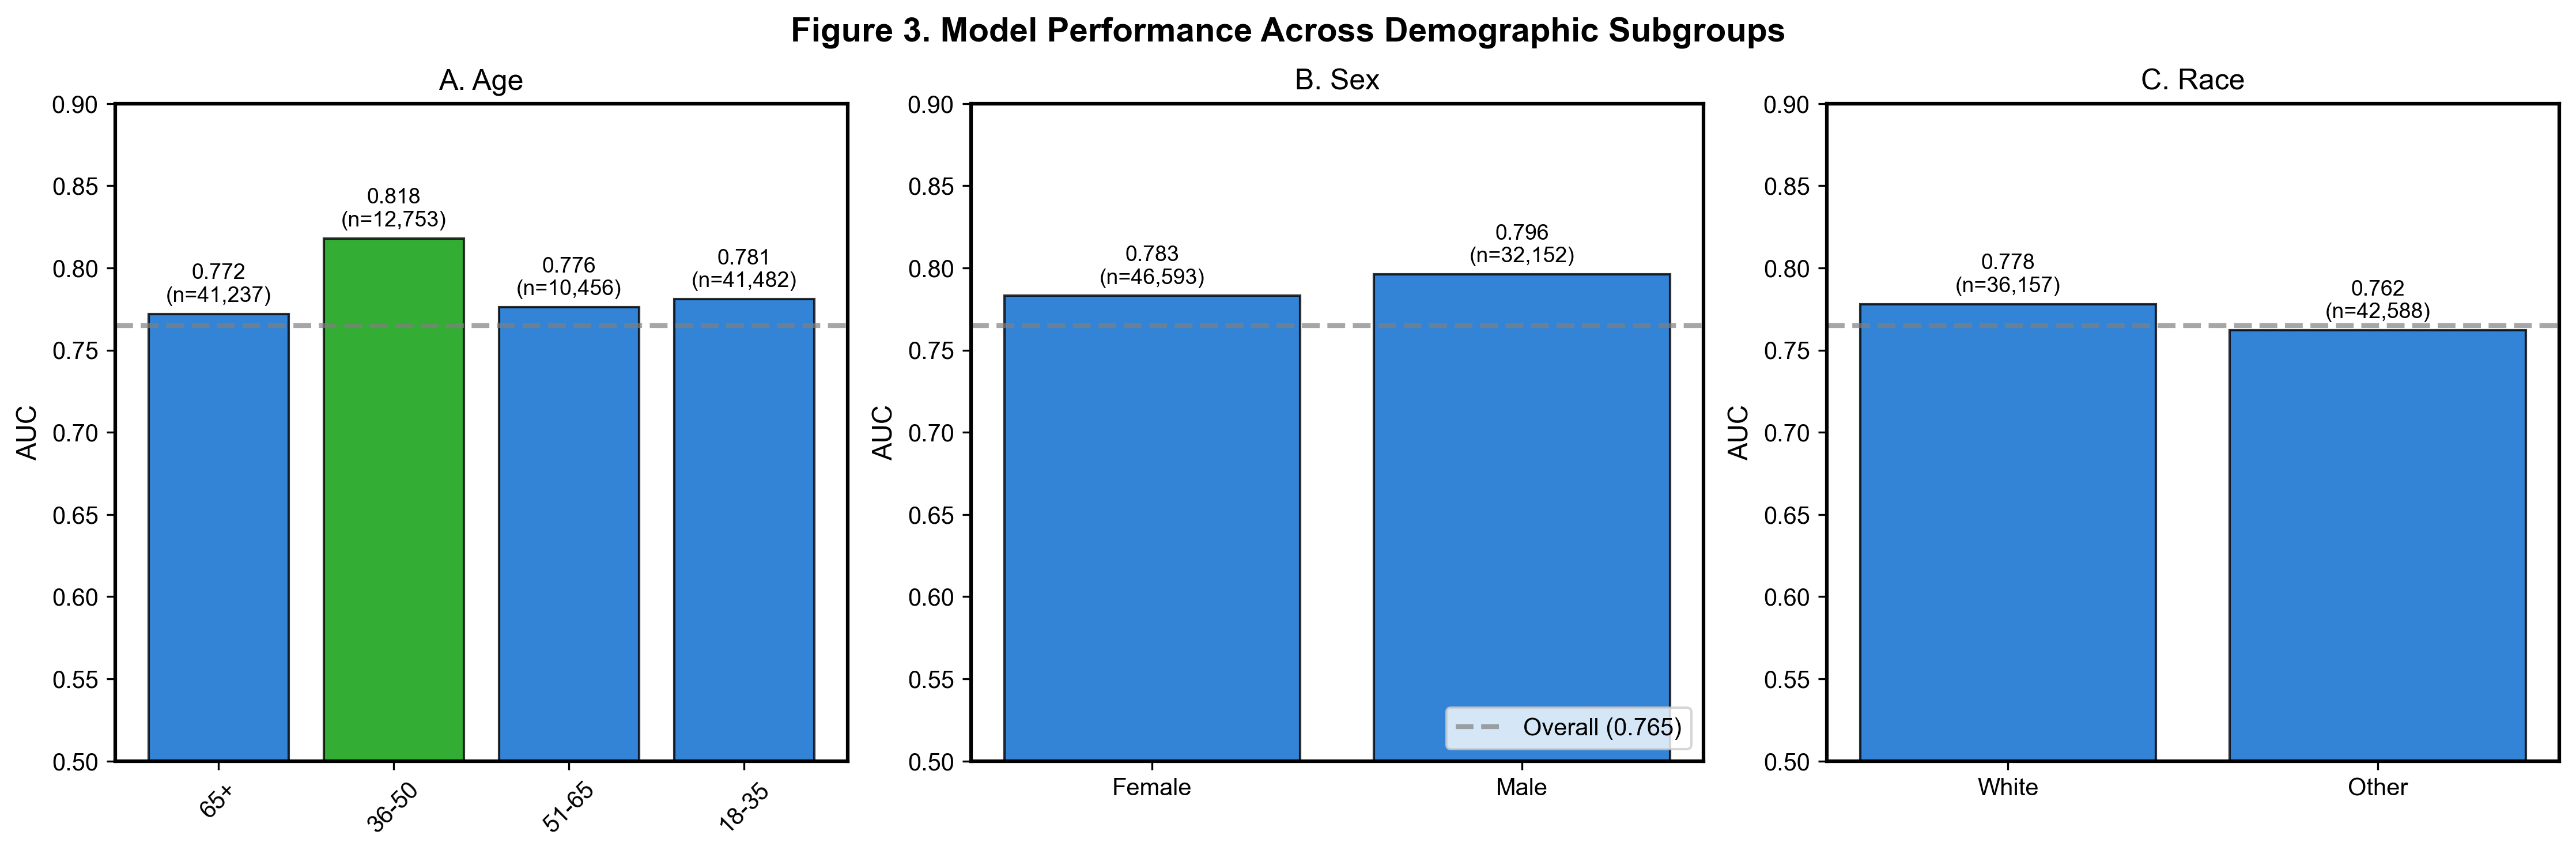 Figure 3. Model Performance Across Demographic Subgroups
A. Age
0.90
0.85
0.80
0.75
0.70
0.65
0.60
0.55
0.50
AUC
0.772
(n=41,237)
0.818
(n=12,753)
0.776
(n=10,456)
0.781
(n=41,482)
65+
36-50
51-65
18-35
B. Sex
0.90
0.85
0.80
0.75
0.70
0.65
0.60
0.55
0.50
AUC
0.783
(n=46,593)
0.796
(n=32,152)
Overall (0.765)
Female
Male
C. Race
0.90
0.85
0.80
0.75
0.70
0.65
0.60
0.55
0.50
AUC
0.778
(n=36,157)
0.762
(n=42,588)
White
Other